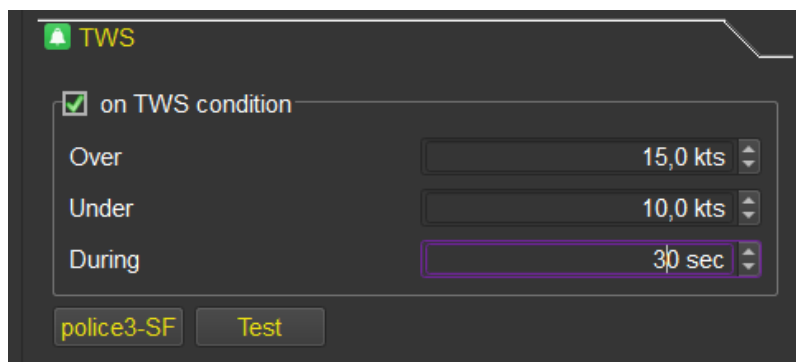 TWS
on TWS condition
Over 15,0 kts
Under 10,0 kts
During 30 sec
police3-SF Test